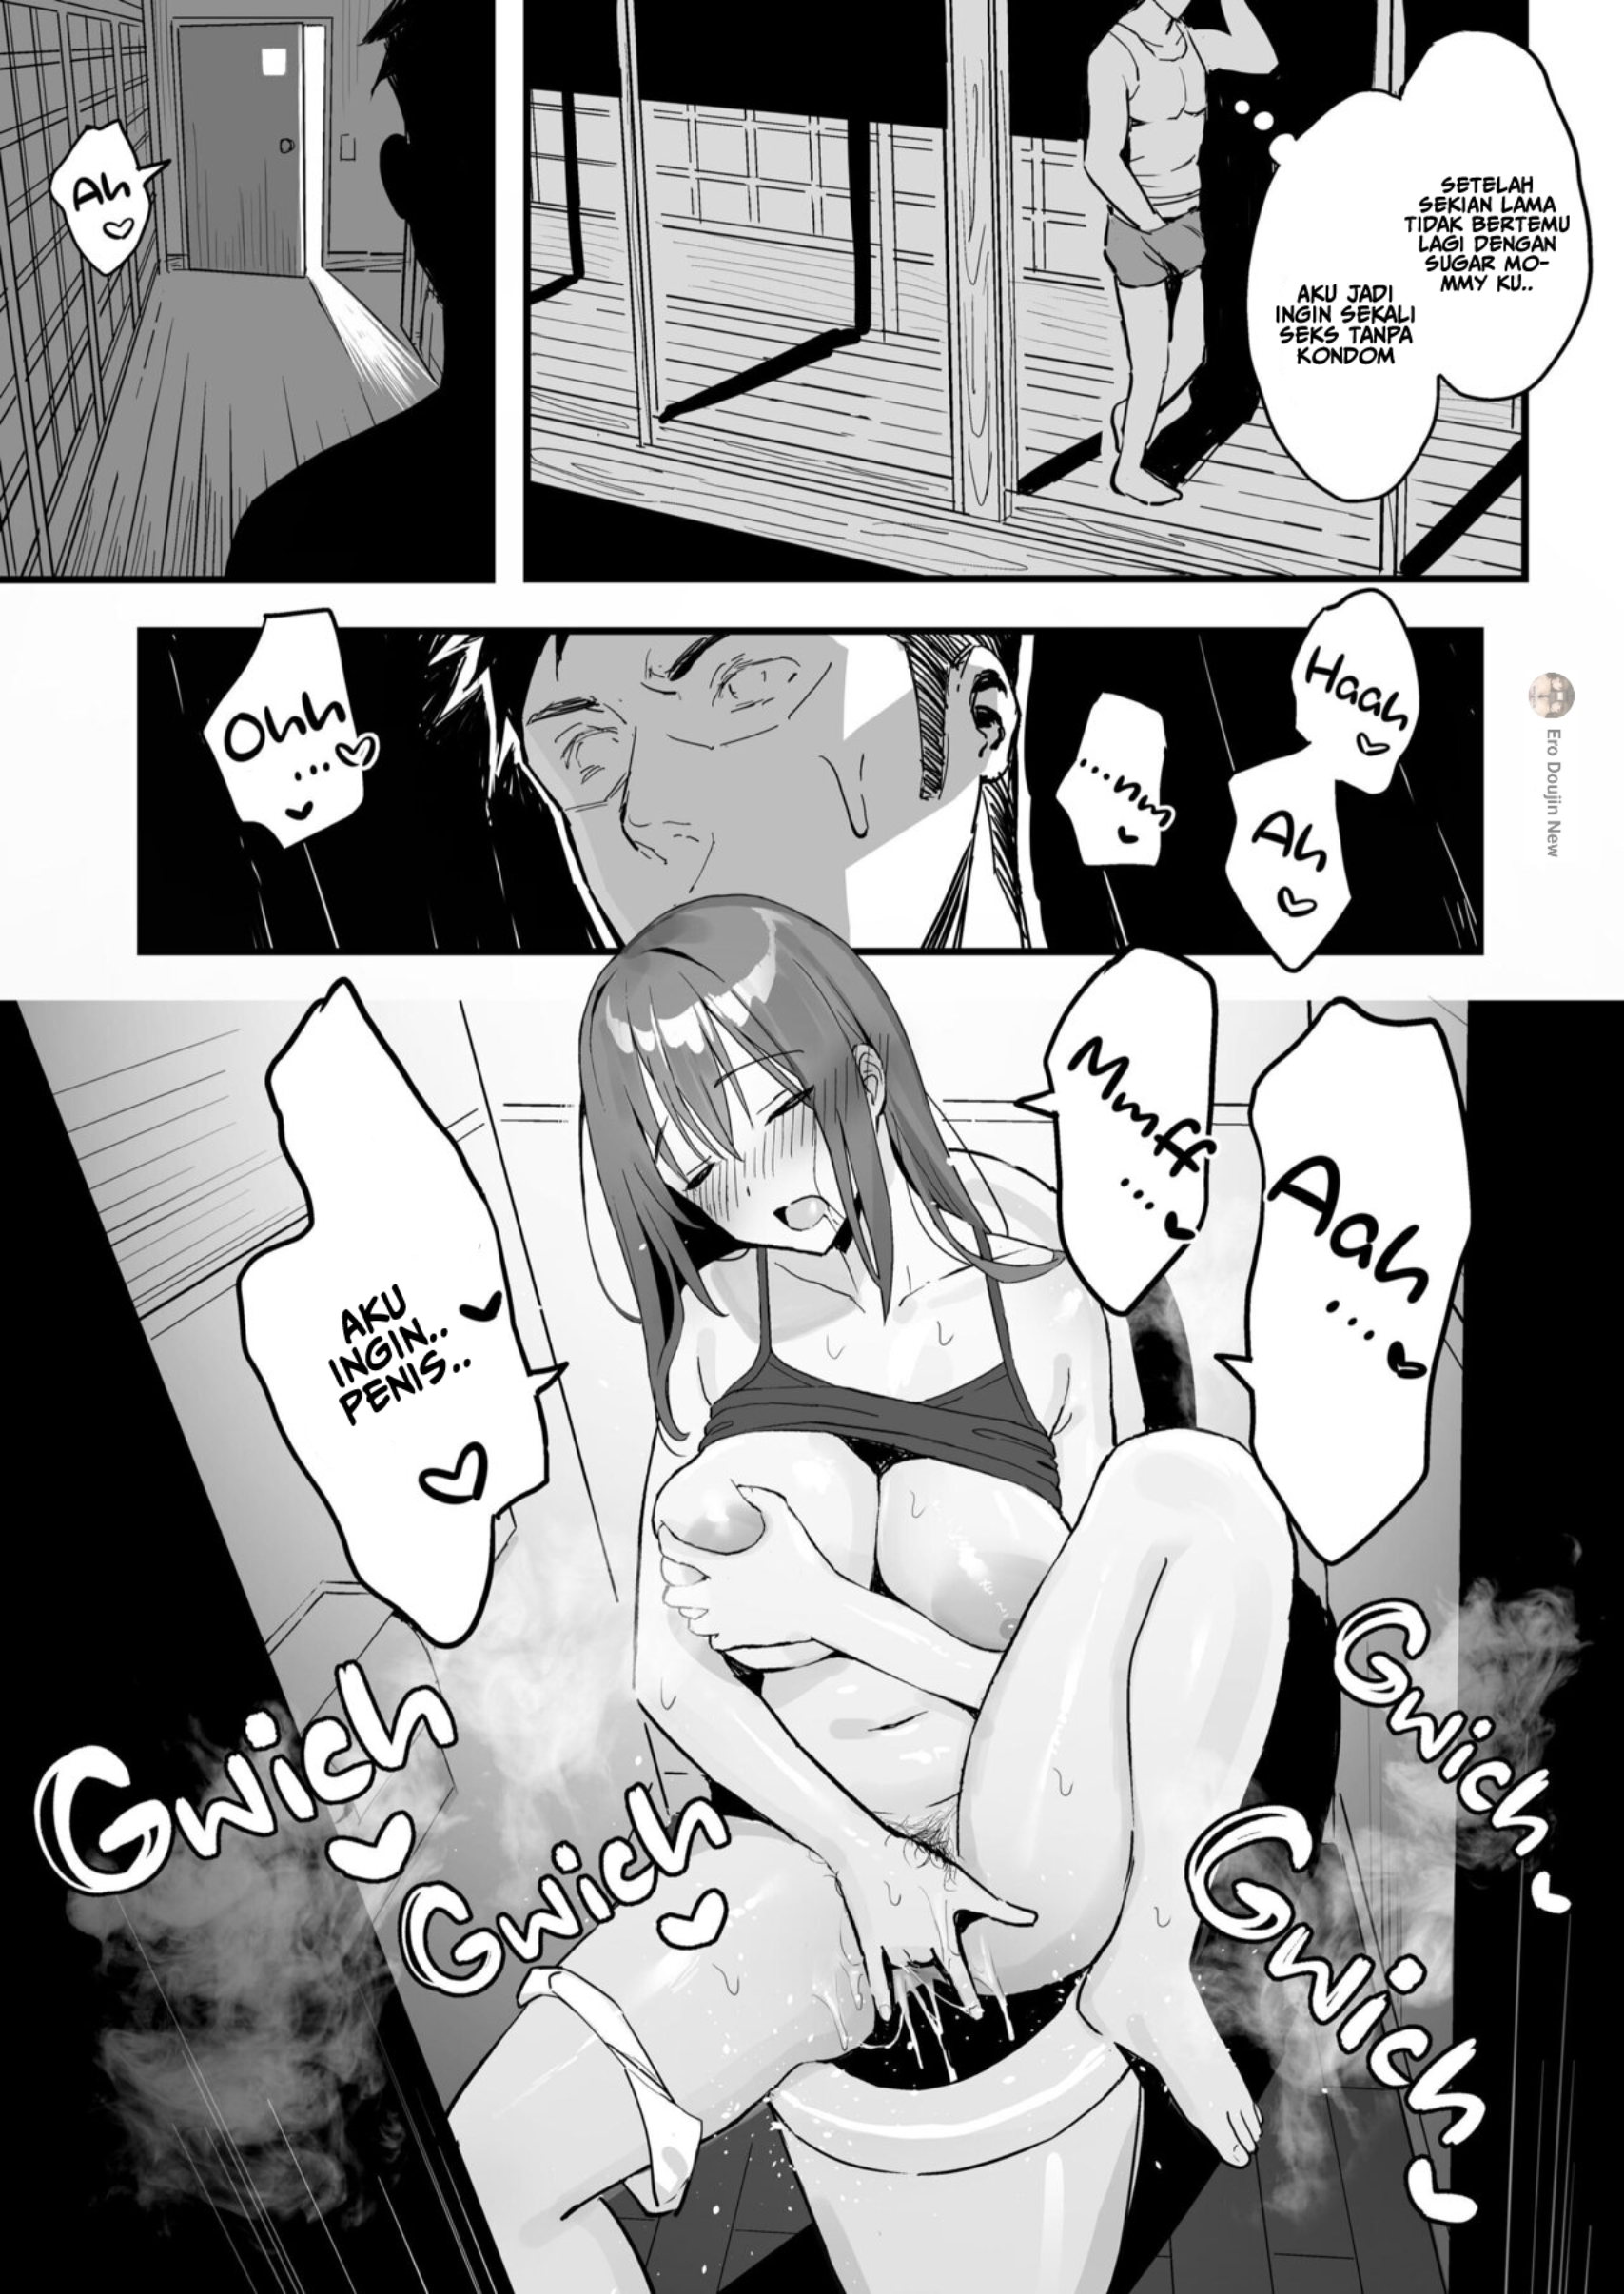 SETELAH
SEKIAN LAMA
TIDAK BERTEMU
LAGI DENGAN
SUGAR MO-
MMY KU..
AKU JADI
INGIN SEKALI
SEKS TANPA
KONDOM
Ah
Haah
Ah
...nm
Ohh
...
Ero Doujin New
Aah
...
Mmff
...
AKU
INGIN..
PENIS..
Gwich
Gwich
Gwich
Gwich